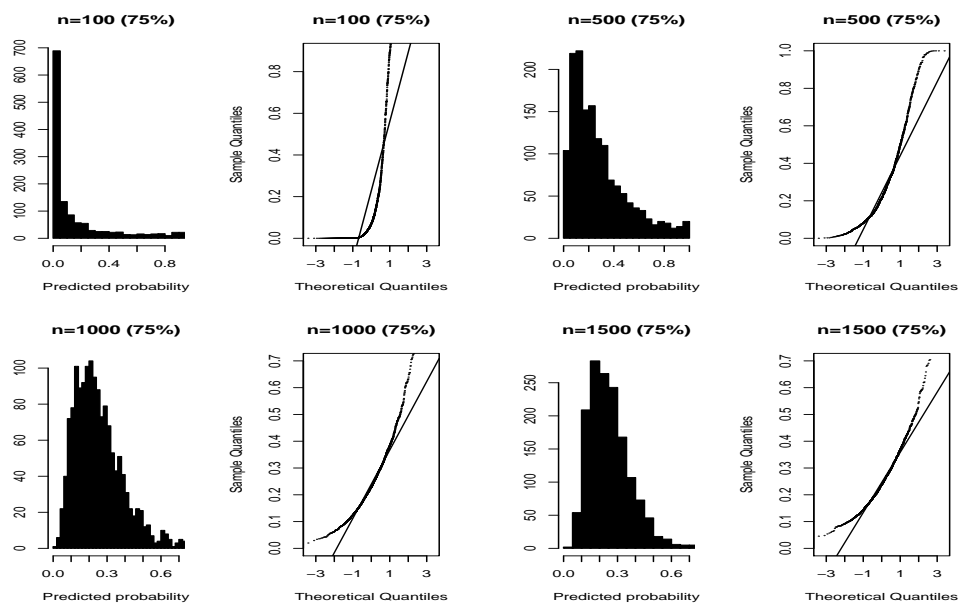 n=100 (75%)
0 100 200 300 400 500 600 700
0.0 0.4 0.8
Predicted probability
n=100 (75%)
Sample Quantiles
0.0 0.2 0.4 0.6 0.8
−3 −1 1 3
Theoretical Quantiles
n=500 (75%)
0 50 100 150 200
0.0 0.4 0.8
Predicted probability
n=500 (75%)
Sample Quantiles
0.0 0.2 0.4 0.6 0.8 1.0
−3 −1 1 3
Theoretical Quantiles
n=1000 (75%)
0 20 40 60 80 100
0.0 0.3 0.6
Predicted probability
n=1000 (75%)
Sample Quantiles
0.0 0.1 0.2 0.3 0.4 0.5 0.6 0.7
−3 −1 1 3
Theoretical Quantiles
n=1500 (75%)
0 50 100 150 200 250
0.0 0.3 0.6
Predicted probability
n=1500 (75%)
Sample Quantiles
0.0 0.1 0.2 0.3 0.4 0.5 0.6 0.7
−3 −1 1 3
Theoretical Quantiles